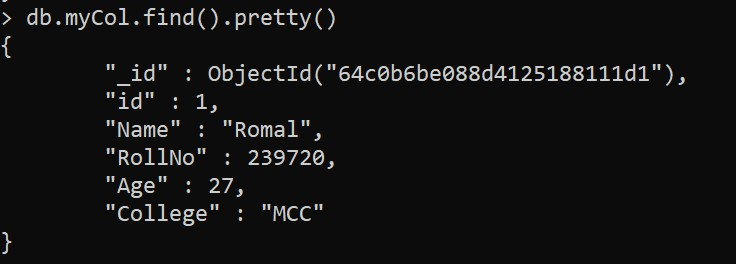 > db.myCol.find().pretty()
{
"_id" : ObjectId("64c0b6be088d4125188111d1"),
"id" : 1,
"Name" : "Romal",
"RollNo" : 239720,
"Age" : 27,
"College" : "MCC"
}